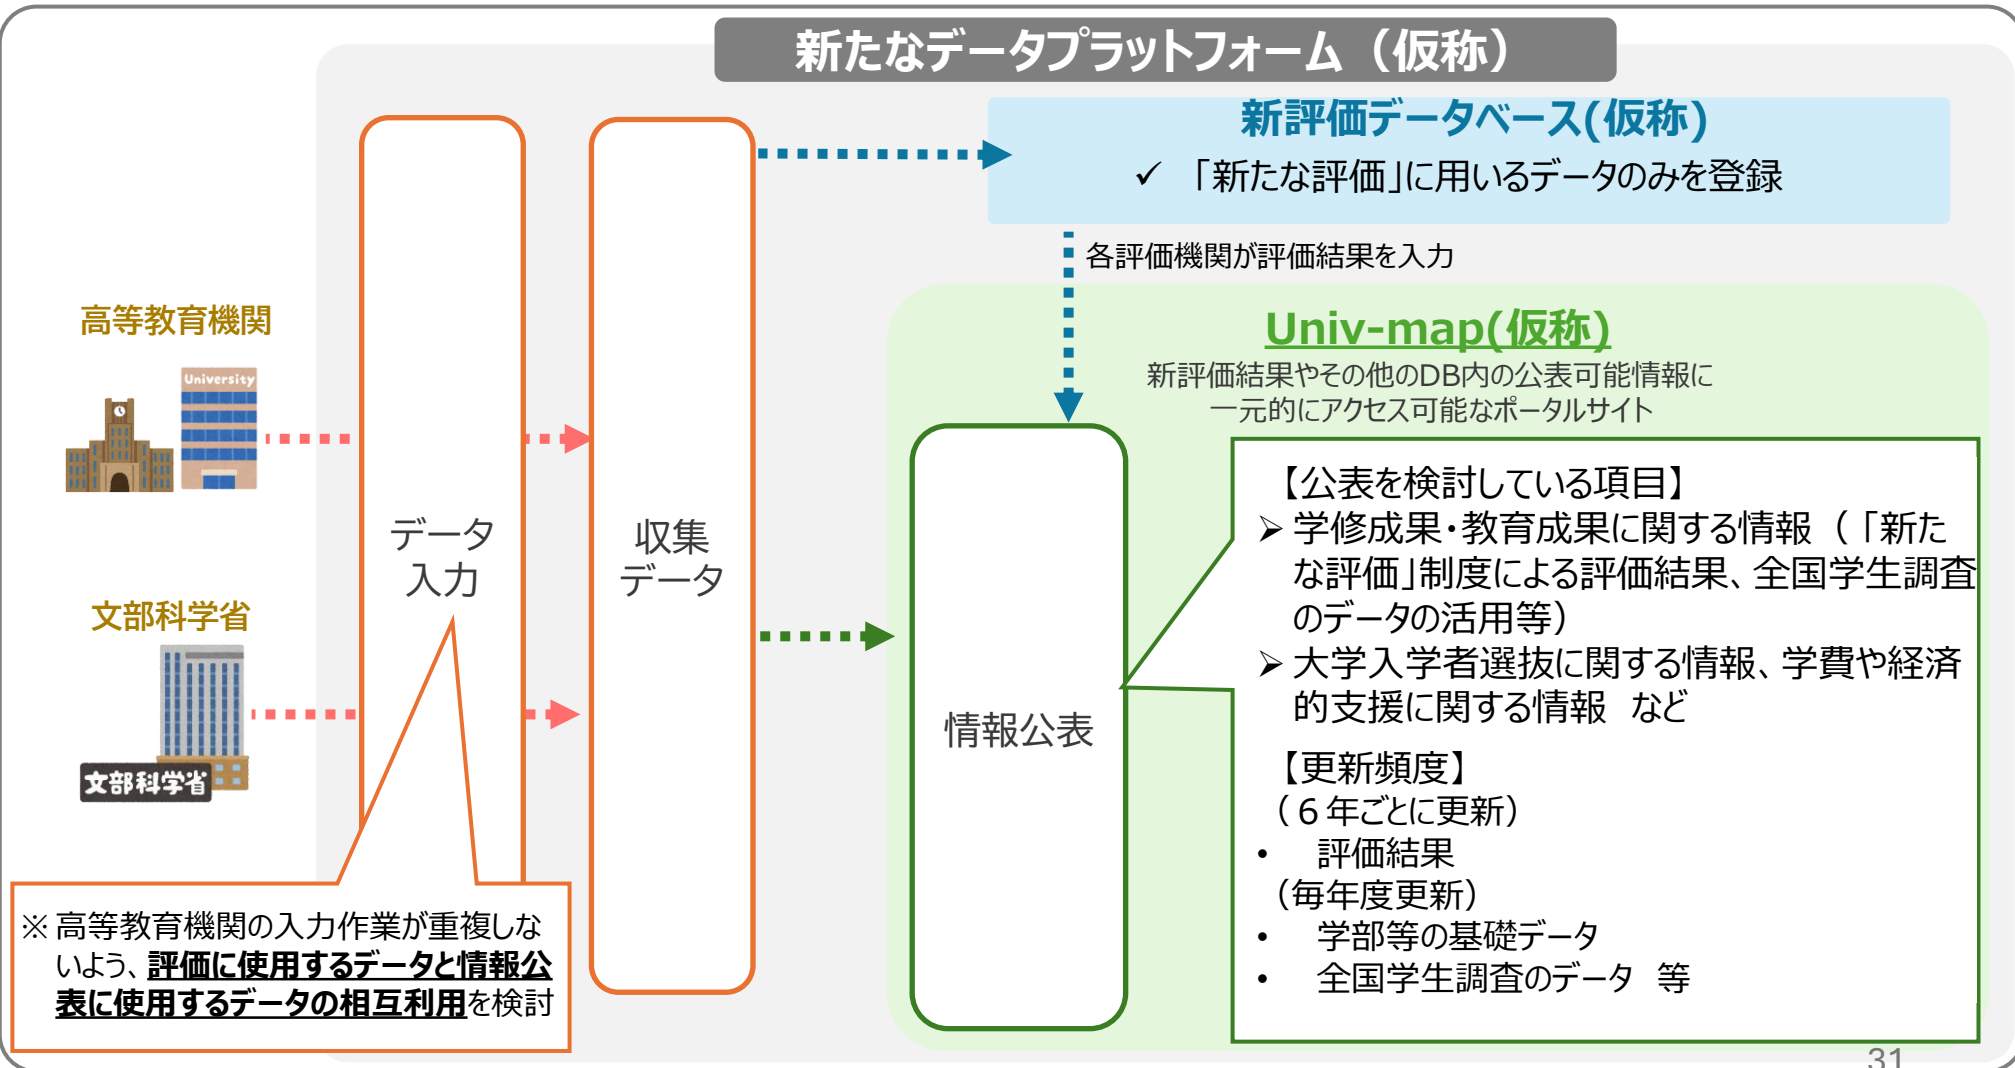 新たなデータプラットフォーム（仮称）
新評価データベース(仮称)
✓ 「新たな評価」に用いるデータのみを登録
各評価機関が評価結果を入力
高等教育機関
University
文部科学省
文部科学省
データ
入力
収集
データ
Univ-map(仮称)
新評価結果やその他のDB内の公表可能情報に
一元的にアクセス可能なポータルサイト
情報公表
【公表を検討している項目】
➢ 学修成果・教育成果に関する情報（「新た
な評価」制度による評価結果、全国学生調査
のデータの活用等）
➢ 大学入学者選抜に関する情報、学費や経済
的支援に関する情報　など
【更新頻度】
（６年ごとに更新）
• 評価結果
（毎年度更新）
• 学部等の基礎データ
• 全国学生調査のデータ　等
※ 高等教育機関の入力作業が重複しな
いよう、評価に使用するデータと情報公
表に使用するデータの相互利用を検討
31